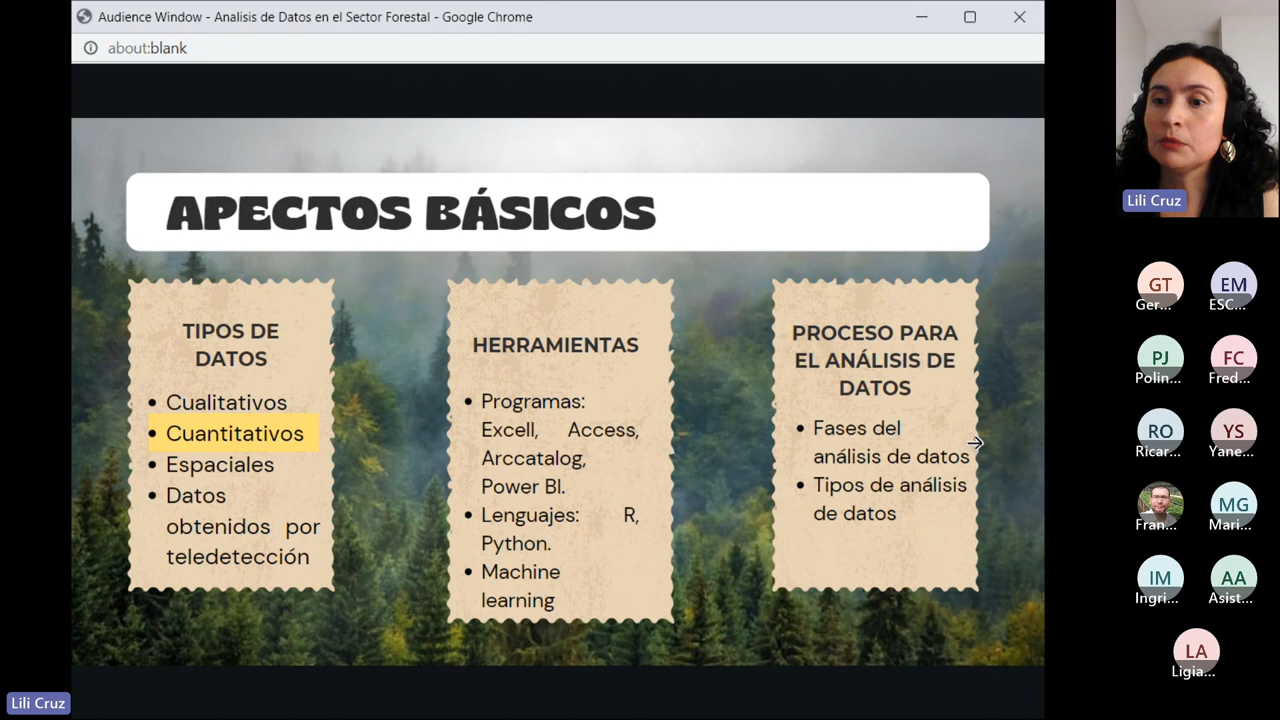 Audience Window - Analisis de Datos en el Sector Forestal - Google Chrome
about:blank
APECTOS BÁSICOS
TIPOS DE
DATOS
Cualitativos
Cuantitativos
Espaciales
Datos
obtenidos por
teledetección
HERRAMIENTAS
Programas:
Excell, Access,
Arccatalog,
Power BI.
Lenguajes: R,
Python.
Machine
learning
PROCESO PARA
EL ANÁLISIS DE
DATOS
Fases del
análisis de datos
Tipos de análisis
de datos
Lili Cruz
GT EM
Ger... ESC...
PJ FC
Polin... Fred...
RO YS
Ricar... Yane...
MG
Fran... Mari...
IM AA
Ingri... Asist...
LA
Ligia...
Lili Cruz